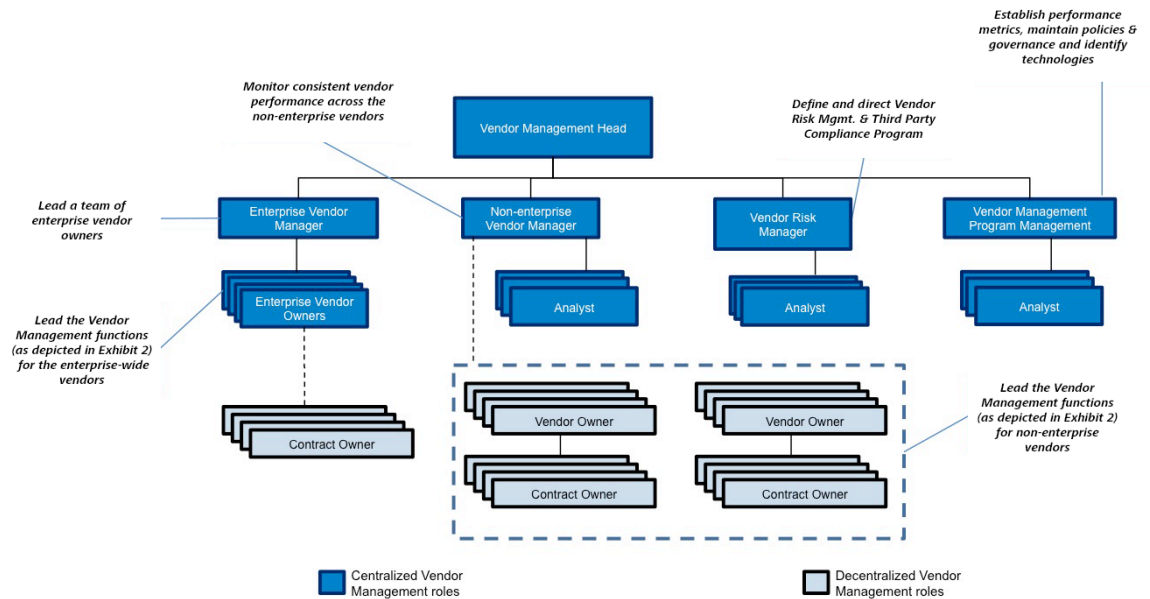 Establish performance
metrics, maintain policies &
governance and identify
technologies
Monitor consistent vendor
performance across the
non-enterprise vendors
Vendor Management Head
Define and direct Vendor
Risk Mgmt. & Third Party
Compliance Program
Lead a team of
enterprise vendor
owners
Enterprise Vendor
Manager
Non-enterprise
Vendor Manager
Vendor Risk
Manager
Vendor Management
Program Management
Enterprise Vendor
Owners
Analyst
Analyst
Analyst
Lead the Vendor
Management functions
(as depicted in Exhibit 2)
for the enterprise-wide
vendors
Vendor Owner
Vendor Owner
Lead the Vendor
Management functions
(as depicted in Exhibit 2)
for non-enterprise
vendors
Contract Owner
Contract Owner
Contract Owner
Centralized Vendor
Management roles
Decentralized Vendor
Management roles